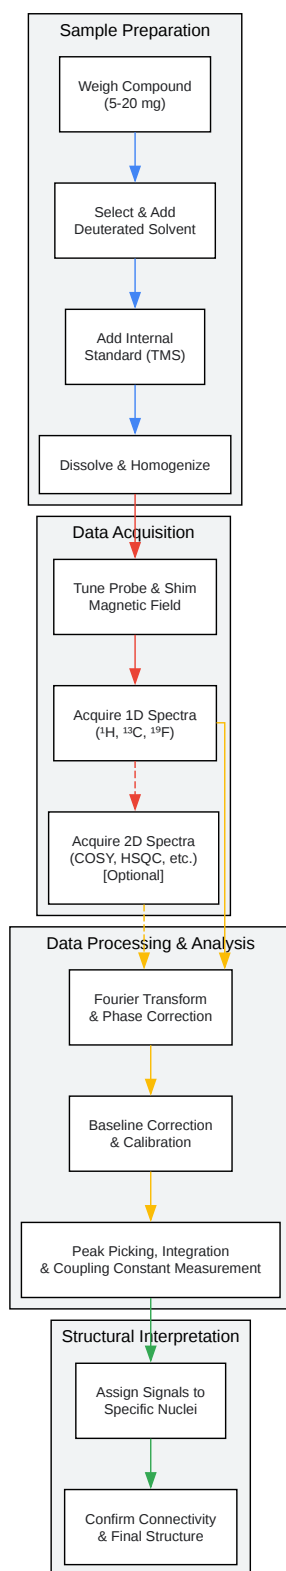 Sample Preparation
Weigh Compound
(5-20 mg)
Select & Add
Deuterated Solvent
Add Internal
Standard (TMS)
Dissolve & Homogenize
Data Acquisition
Tune Probe & Shim
Magnetic Field
Acquire 1D Spectra
(¹H, ¹³C, ¹⁹F)
Acquire 2D Spectra
(COSY, HSQC, etc.)
[Optional]
Data Processing & Analysis
Fourier Transform
& Phase Correction
Baseline Correction
& Calibration
Peak Picking, Integration
& Coupling Constant Measurement
Structural Interpretation
Assign Signals to
Specific Nuclei
Confirm Connectivity
& Final Structure